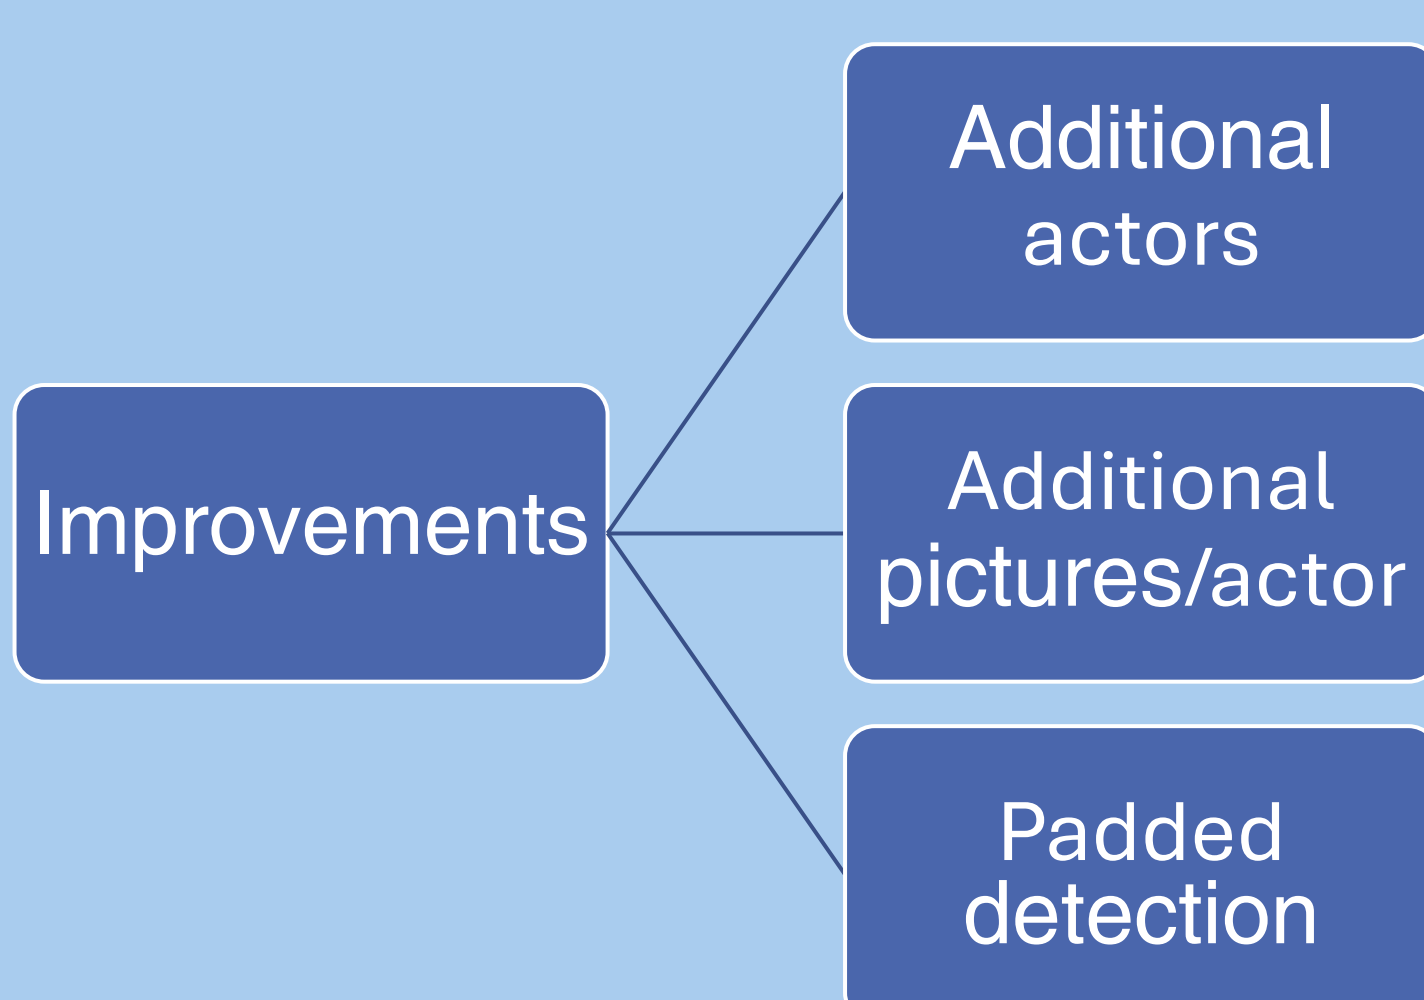 Improvements
Additional
actors
Additional
pictures/actor
Padded
detection